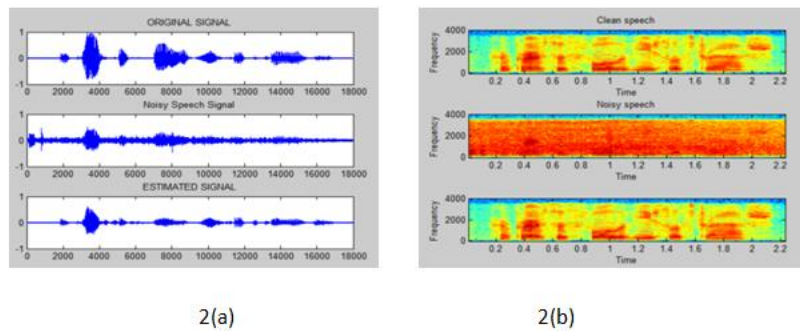 ORIGINAL SIGNAL
1
0
-1
0 2000 4000 6000 8000 10000 12000 14000 16000 18000
Noisy Speech Signal
1
0
-1
0 2000 4000 6000 8000 10000 12000 14000 16000 18000
ESTIMATED SIGNAL
1
0
-1
0 2000 4000 6000 8000 10000 12000 14000 16000 18000
2(a)
Clean speech
Frequency
4000
2000
0
0.2 0.4 0.6 0.8 1 1.2 1.4 1.6 1.8 2 2.2
Time
Noisy speech
Frequency
4000
2000
0
0.2 0.4 0.6 0.8 1 1.2 1.4 1.6 1.8 2 2.2
Time
Frequency
4000
2000
0
0.2 0.4 0.6 0.8 1 1.2 1.4 1.6 1.8 2 2.2
Time
2(b)